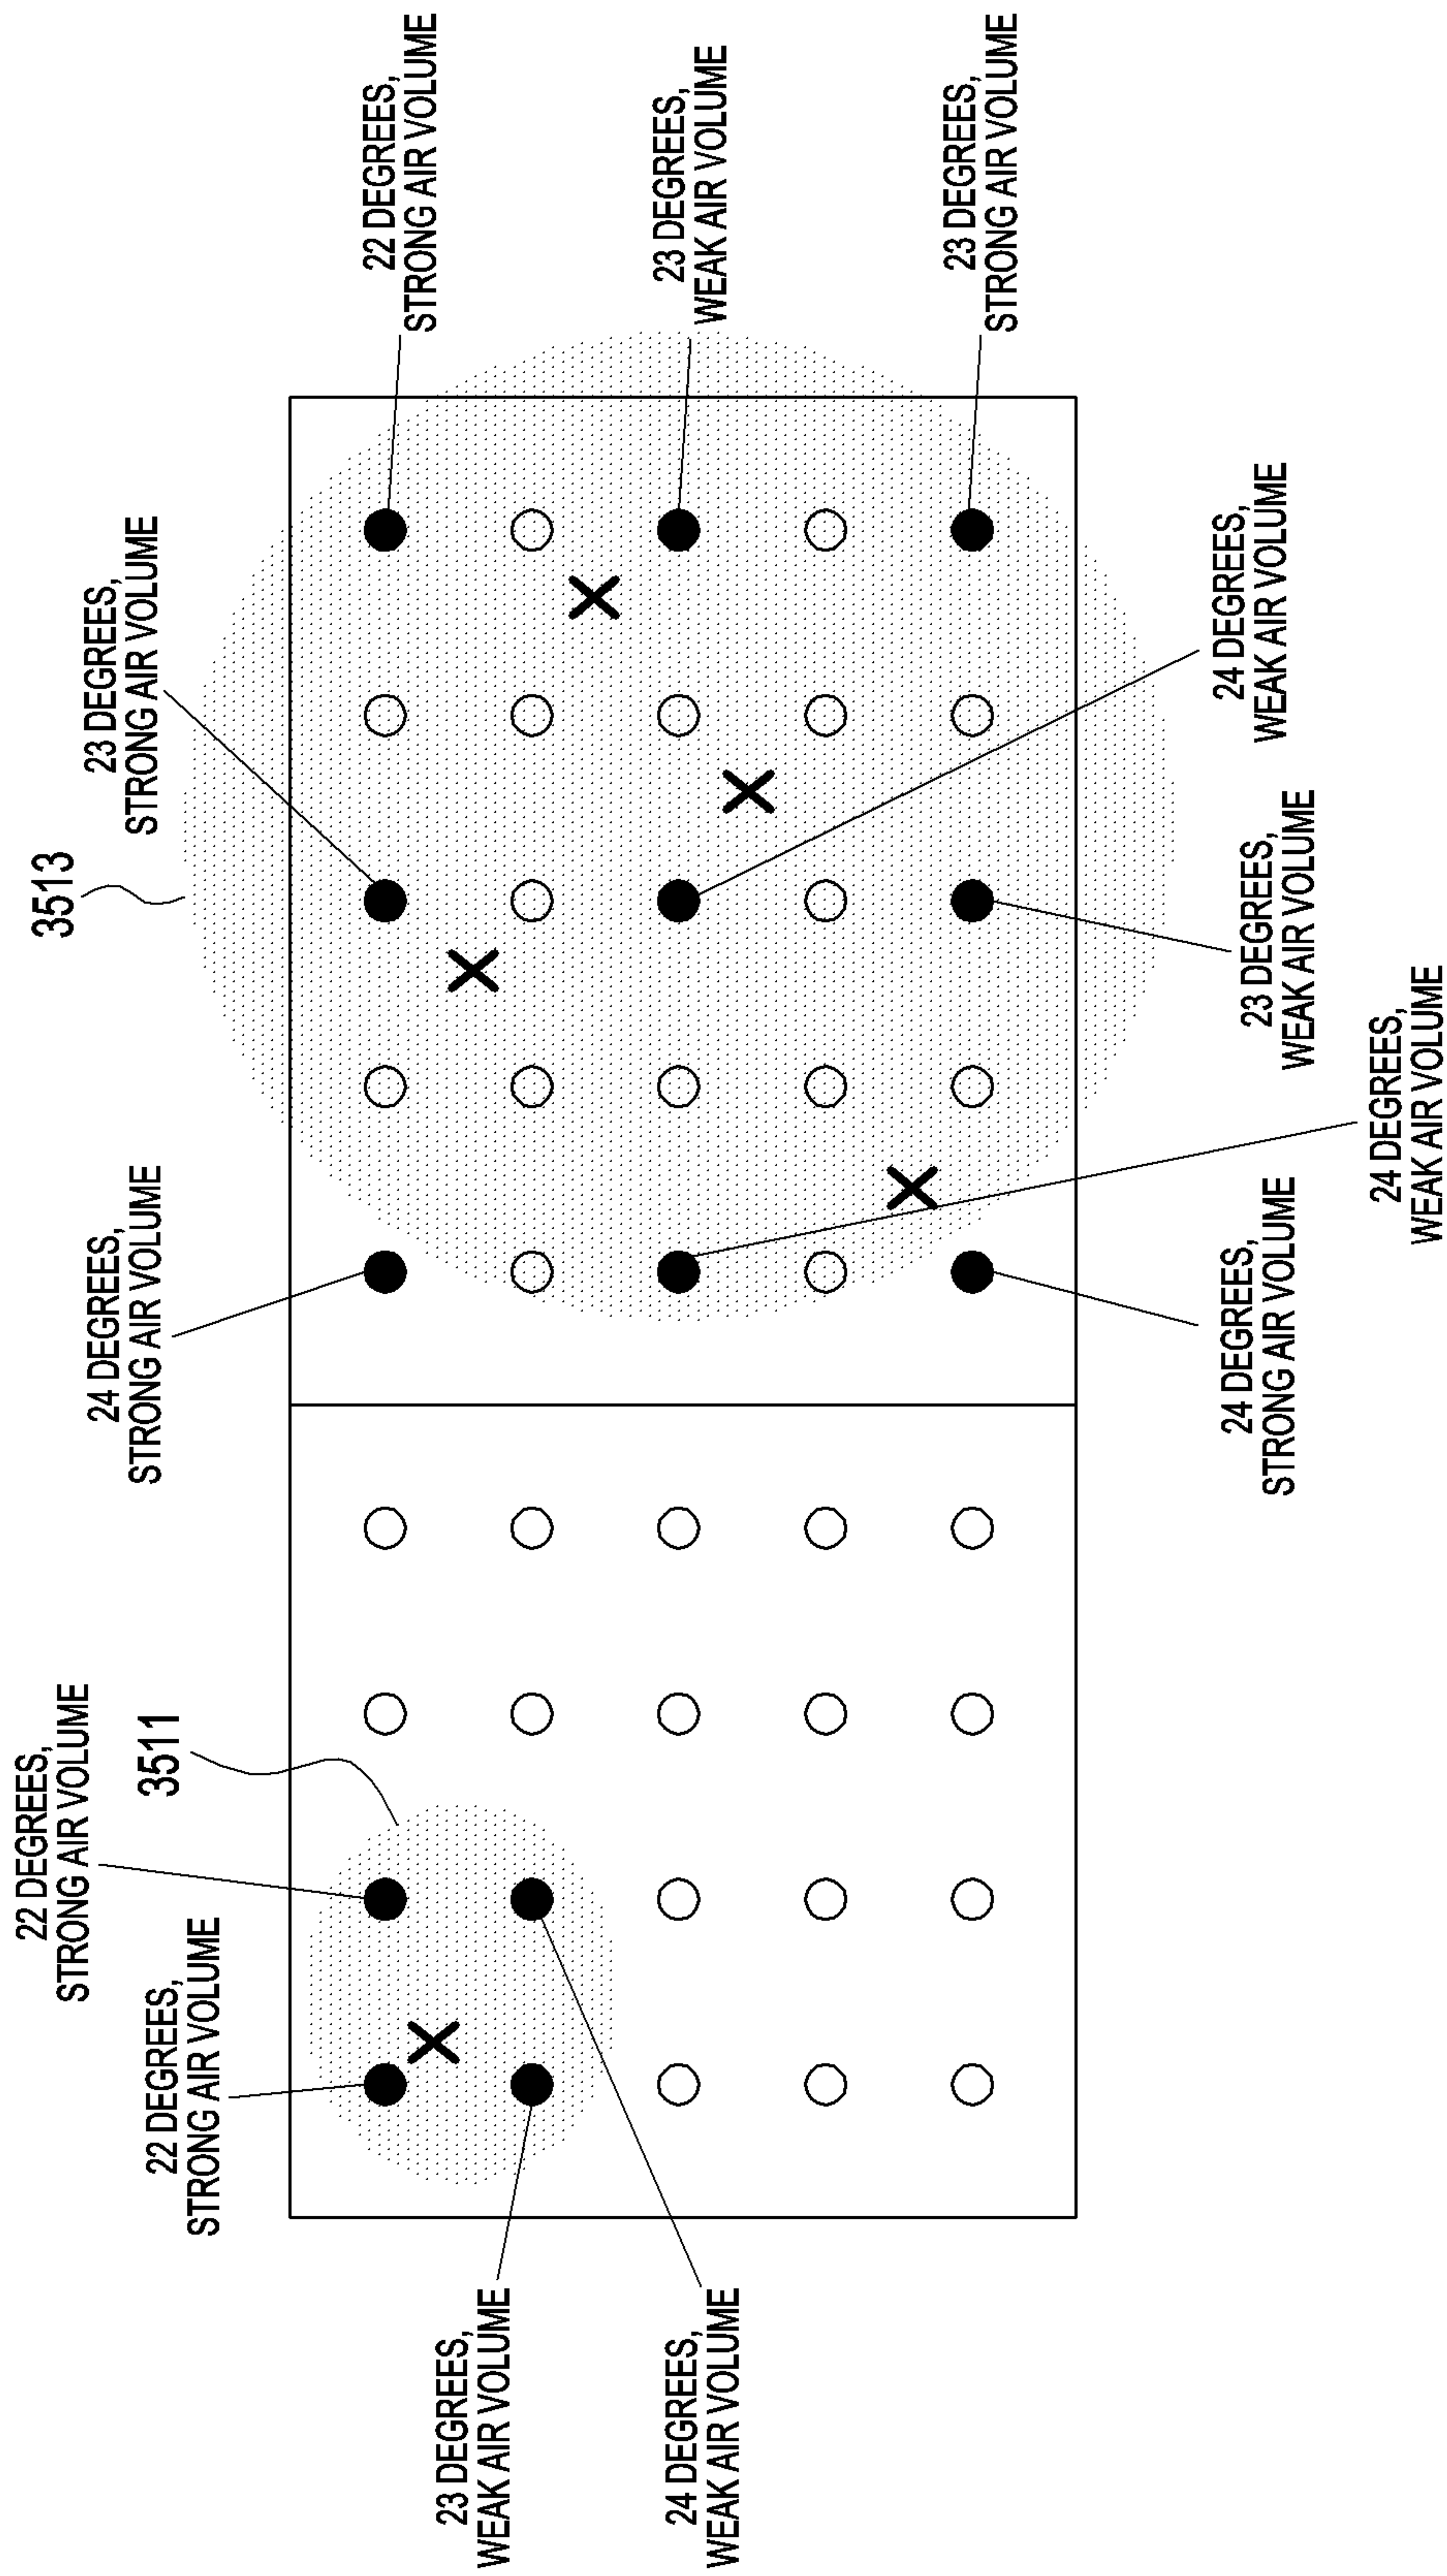 22 DEGREES,
STRONG AIR VOLUME
3513
24 DEGREES,
STRONG AIR VOLUME
23 DEGREES,
STRONG AIR VOLUME
22 DEGREES,
STRONG AIR VOLUME
3511
22 DEGREES,
STRONG AIR VOLUME
23 DEGREES,
WEAK AIR VOLUME
23 DEGREES,
WEAK AIR VOLUME
24 DEGREES,
WEAK AIR VOLUME
23 DEGREES,
STRONG AIR VOLUME
24 DEGREES,
STRONG AIR VOLUME
23 DEGREES,
WEAK AIR VOLUME
24 DEGREES,
WEAK AIR VOLUME
24 DEGREES,
WEAK AIR VOLUME